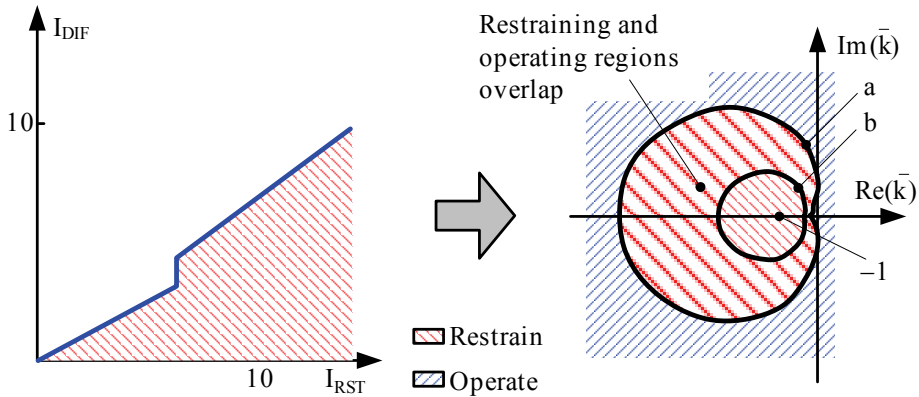 I_DIF
10
10
I_RST
Restraining and
operating regions
overlap
Im(k̄)
a
b
Re(k̄)
−1
Restrain
Operate